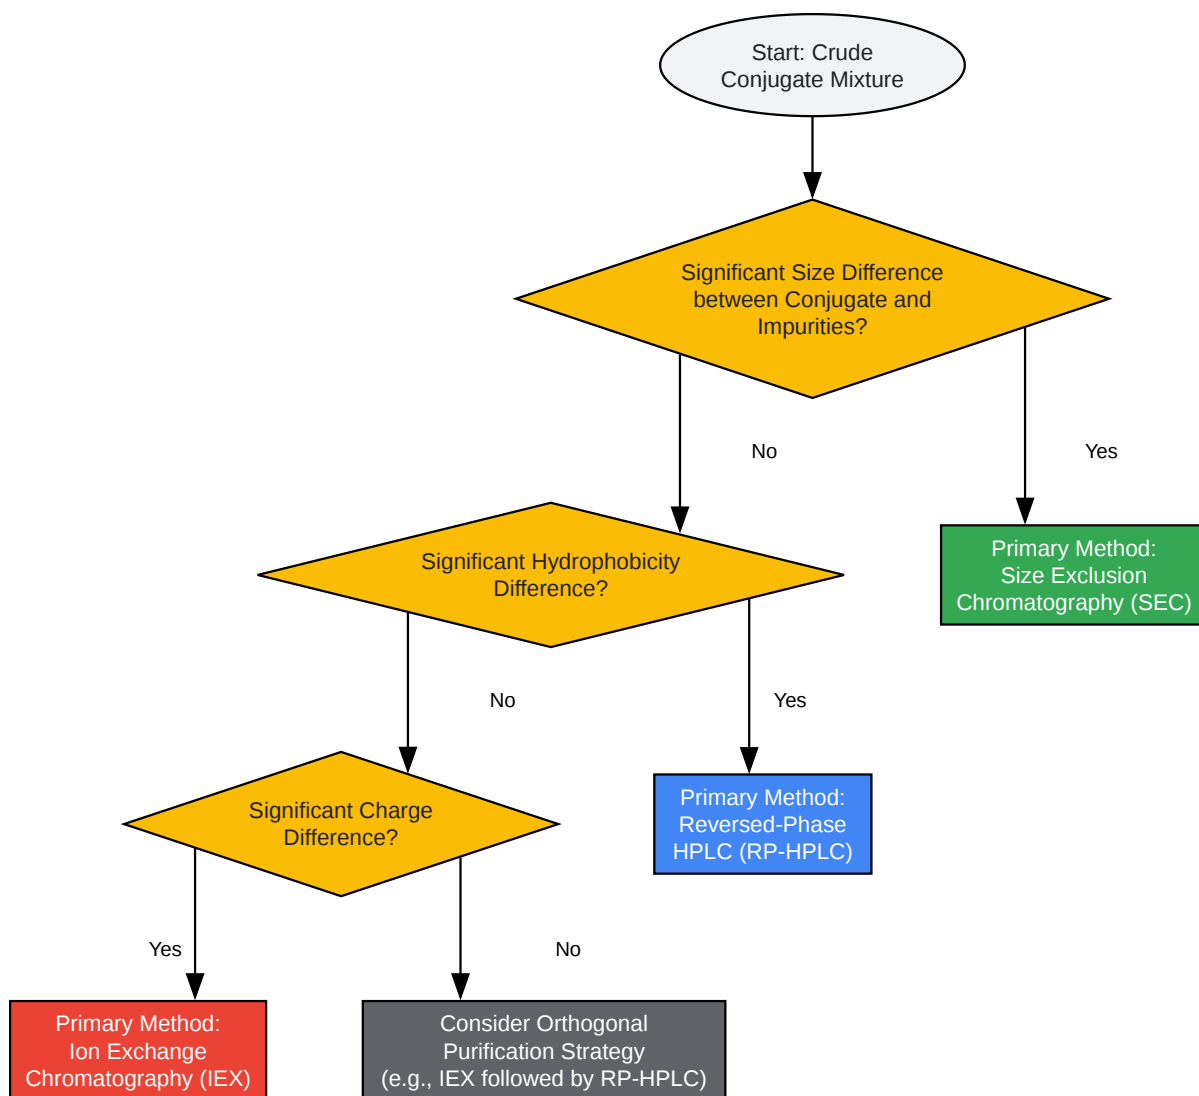 Start: Crude
Conjugate Mixture
Significant Size Difference
between Conjugate and
Impurities?
No
Yes
Significant Hydrophobicity
Difference?
Primary Method:
Size Exclusion
Chromatography (SEC)
No
Yes
Significant Charge
Difference?
Primary Method:
Reversed-Phase
HPLC (RP-HPLC)
Yes
No
Primary Method:
Ion Exchange
Chromatography (IEX)
Consider Orthogonal
Purification Strategy
(e.g., IEX followed by RP-HPLC)